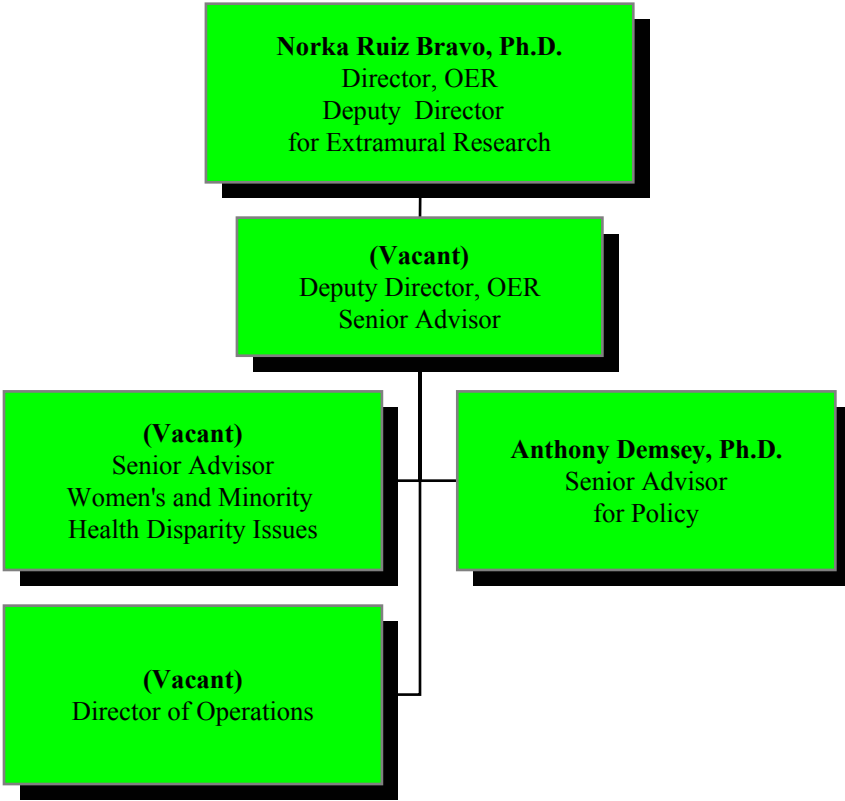 Norka Ruiz Bravo, Ph.D.
Director, OER
Deputy Director
for Extramural Research
(Vacant)
Deputy Director, OER
Senior Advisor
(Vacant)
Senior Advisor
Women's and Minority
Health Disparity Issues
Anthony Demsey, Ph.D.
Senior Advisor
for Policy
(Vacant)
Director of Operations